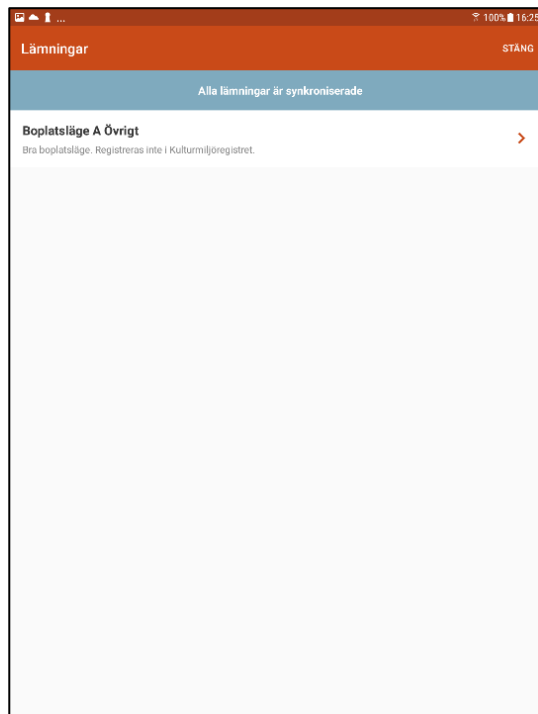 ... 100% 16:25
Lämningar STÄNG
Alla lämningar är synkroniserade
Boplatsläge A Övrigt
Bra boplatsläge. Registreras inte i Kulturmiljöregistret.